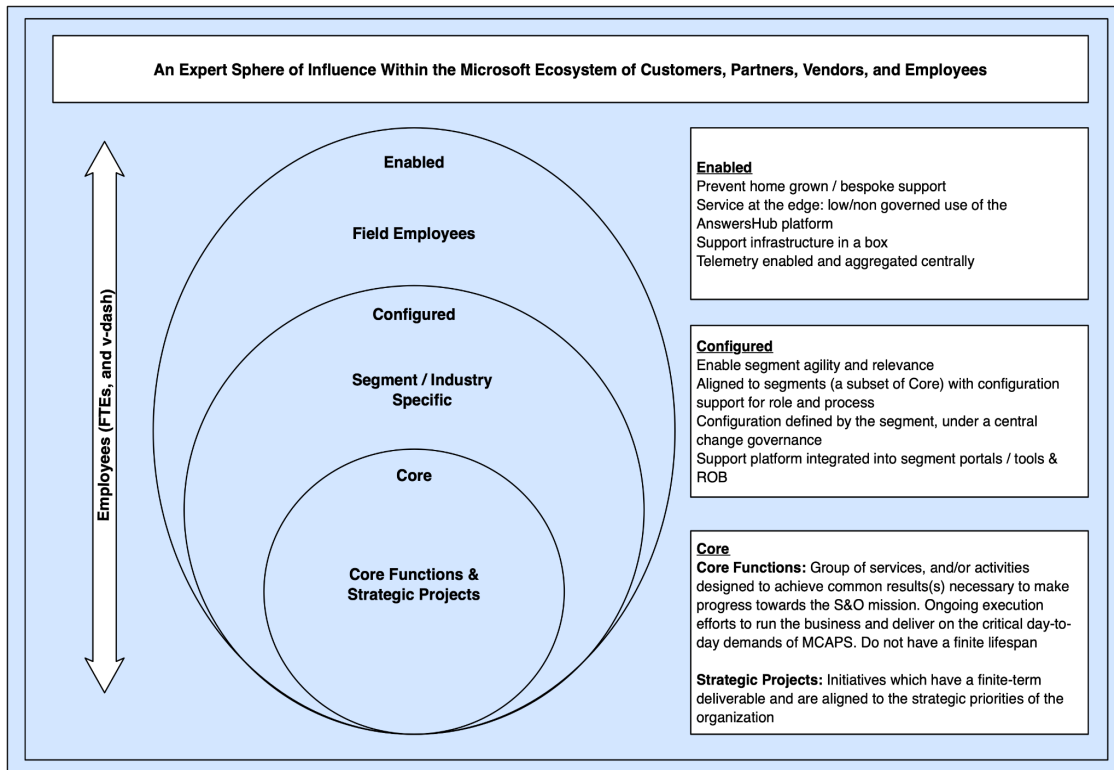 An Expert Sphere of Influence Within the Microsoft Ecosystem of Customers, Partners, Vendors, and Employees
Employees (FTEs, and v-dash)
Enabled
Field Employees
Configured
Segment / Industry
Specific
Core
Core Functions &
Strategic Projects
Enabled
Prevent home grown / bespoke support
Service at the edge: low/non governed use of the
AnswersHub platform
Support infrastructure in a box
Telemetry enabled and aggregated centrally
Configured
Enable segment agility and relevance
Aligned to segments (a subset of Core) with configuration
support for role and process
Configuration defined by the segment, under a central
change governance
Support platform integrated into segment portals / tools &
ROB
Core
Core Functions: Group of services, and/or activities
designed to achieve common results(s) necessary to make
progress towards the S&O mission. Ongoing execution
efforts to run the business and deliver on the critical day-to-
day demands of MCAPS. Do not have a finite lifespan
Strategic Projects: Initiatives which have a finite-term
deliverable and are aligned to the strategic priorities of the
organization